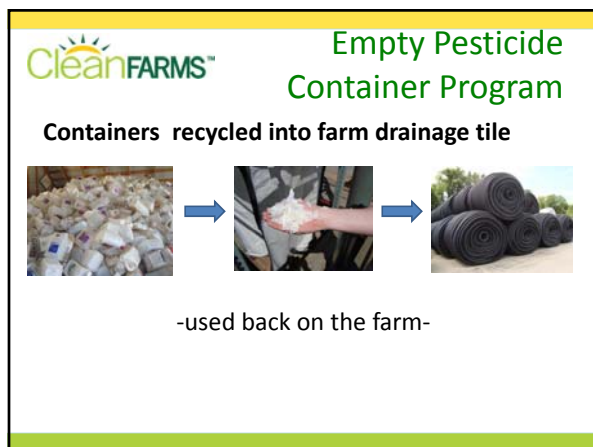 CleanFARMS™
Empty Pesticide
Container Program
Containers recycled into farm drainage tile
-used back on the farm-